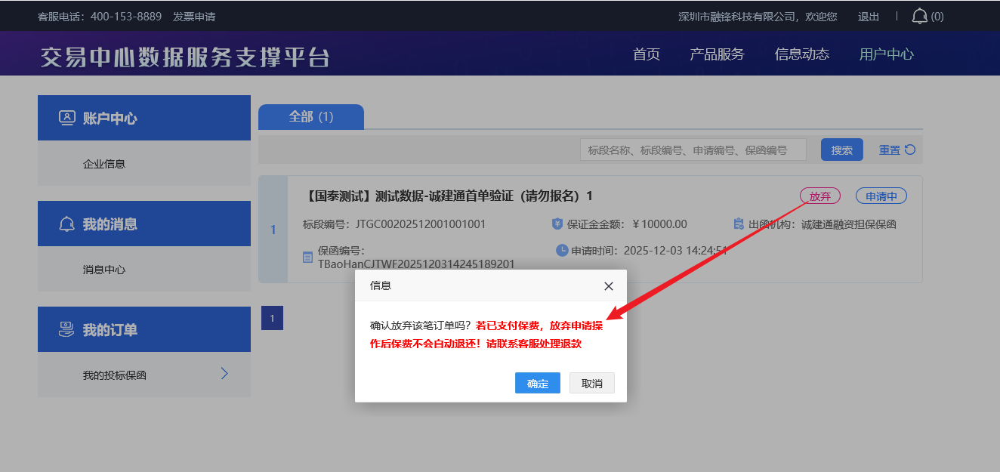 客服电话：400-153-8889 发票申请
深圳市融锋科技有限公司，欢迎您 退出 | (0)
交易中心数据服务支撑平台
首页 产品服务 信息动态 用户中心
账户中心
企业信息
我的消息
消息中心
我的订单
我的投标保函
全部 (1)
标段名称、标段编号、申请编号、保函编号 搜索 重置
1
【国泰测试】测试数据-诚建通首单验证（请勿报名）1 放弃 申请中
标段编号：JTGC00202512001001001 保证金金额：￥10000.00 出函机构：诚建通融资担保保函
保函编号： 申请时间：2025-12-03 14:24:51
TBaoHanCJTWF2025120314245189201
1
信息
确认放弃该笔订单吗？若已支付保费，放弃申请操
作后保费不会自动退还！请联系客服处理退款
确定 取消